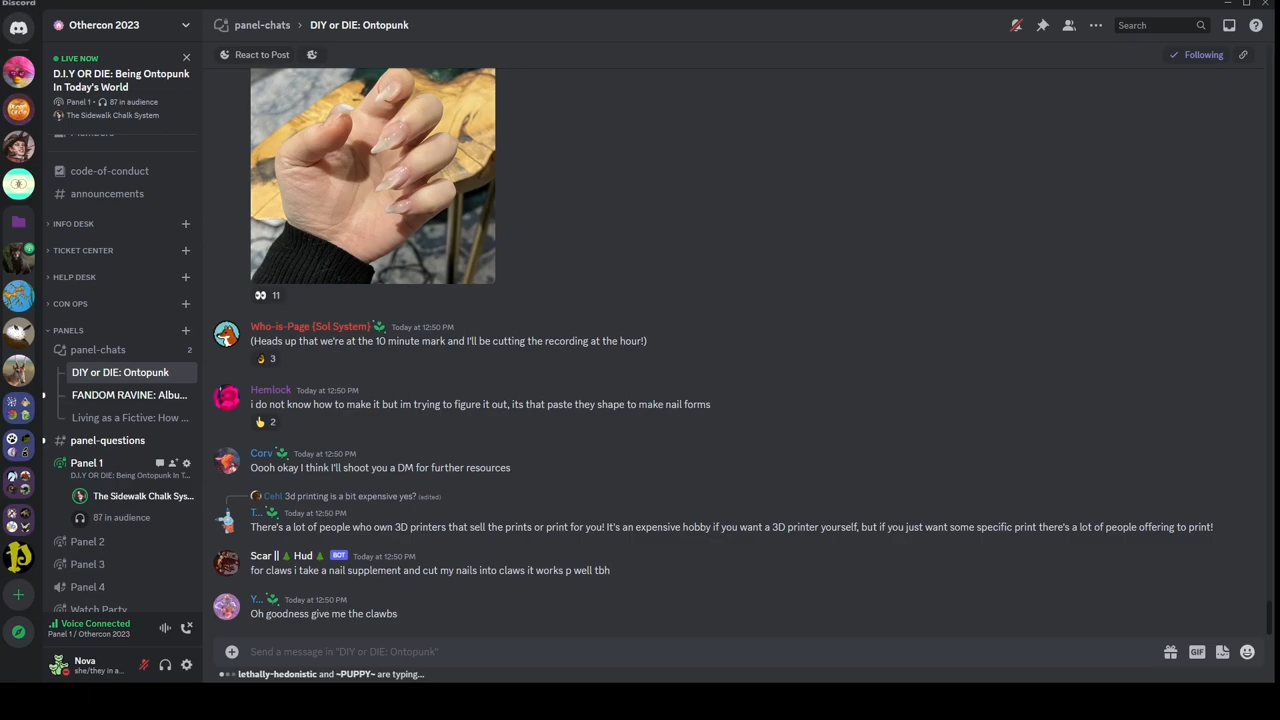 Discord
Othercon 2023
LIVE NOW
D.I.Y OR DIE: Being Ontopunk
In Today's World
Panel 1 • 87 in audience
The Sidewalk Chalk System
code-of-conduct
announcements
INFO DESK
TICKET CENTER
HELP DESK
CON OPS
PANELS
panel-chats 2
DIY or DIE: Ontopunk
FANDOM RAVINE: Albu...
Living as a Fictive: How ...
panel-questions
Panel 1
D.I.Y OR DIE: Being Ontopunk In T...
The Sidewalk Chalk Sys...
87 in audience
Panel 2
Panel 3
Panel 4
Watch Party
Voice Connected
Panel 1 / Othercon 2023
Nova
she/they in a...
panel-chats › DIY or DIE: Ontopunk
Search
React to Post
Following
11
Who-is-Page {Sol System} Today at 12:50 PM
(Heads up that we're at the 10 minute mark and I'll be cutting the recording at the hour!)
3
Hemlock Today at 12:50 PM
i do not know how to make it but im trying to figure it out, its that paste they shape to make nail forms
2
Corv Today at 12:50 PM
Oooh okay I think I'll shoot you a DM for further resources
Cehl 3d printing is a bit expensive yes? (edited)
T... Today at 12:50 PM
There's a lot of people who own 3D printers that sell the prints or print for you! It's an expensive hobby if you want a 3D printer yourself, but if you just want some specific print there's a lot of people offering to print!
Scar || Hud BOT Today at 12:50 PM
for claws i take a nail supplement and cut my nails into claws it works p well tbh
Y... Today at 12:50 PM
Oh goodness give me the clawbs
Send a message in "DIY or DIE: Ontopunk"
GIF
lethally-hedonistic and ~PUPPY~ are typing...